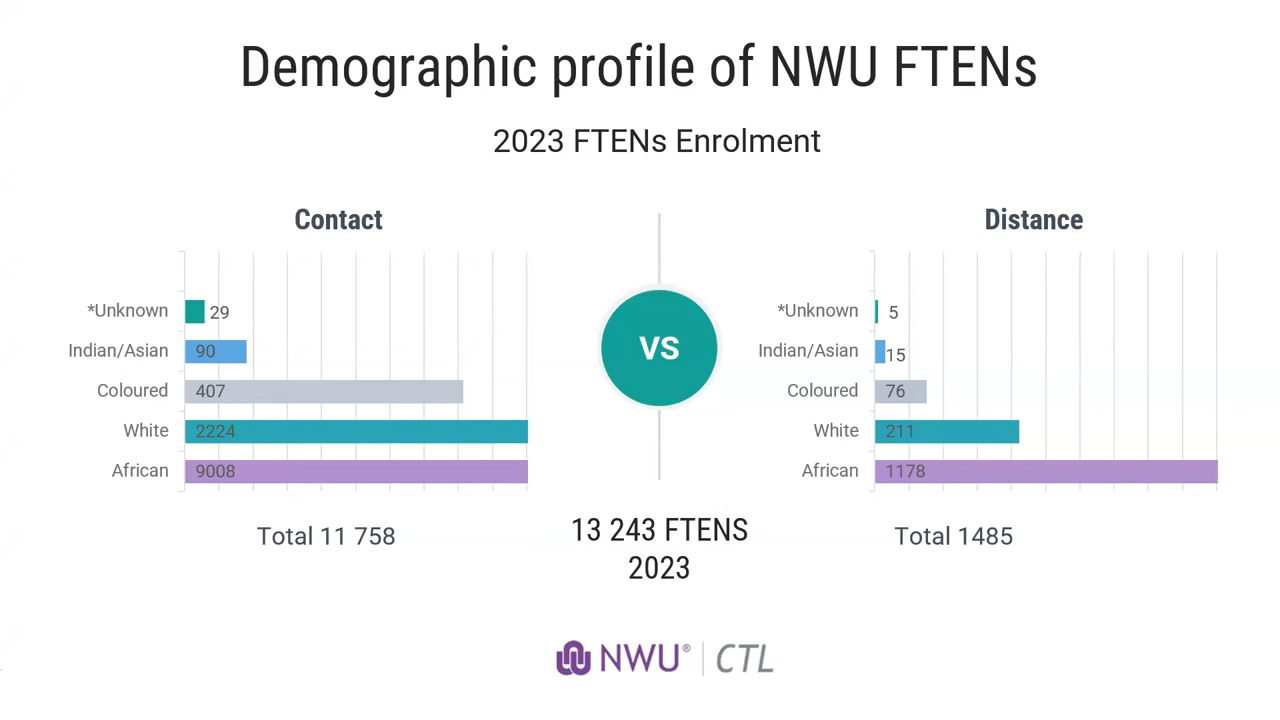 Demographic profile of NWU FTENs
2023 FTENs Enrolment
Contact
*Unknown 29
Indian/Asian 90
Coloured 407
White 2224
African 9008
Total 11 758
VS
13 243 FTENS
2023
Distance
*Unknown 5
Indian/Asian 15
Coloured 76
White 211
African 1178
Total 1485
NWU® CTL